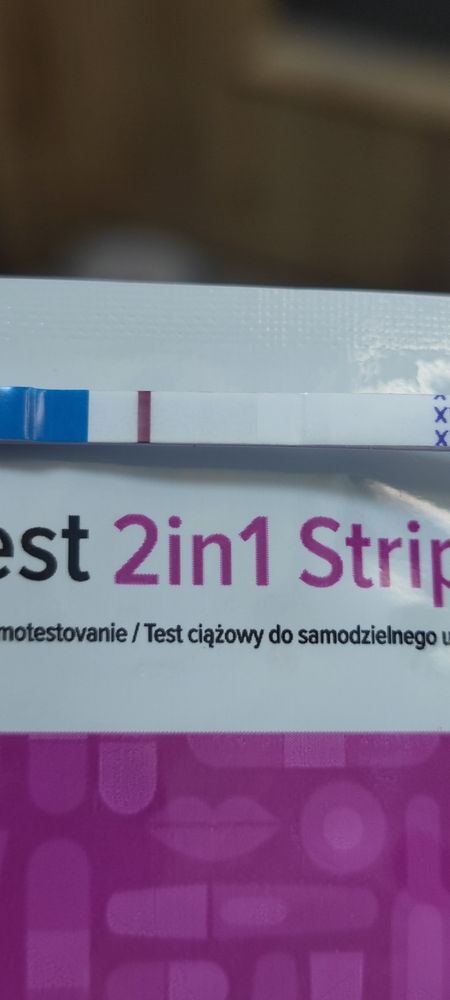 X
X
est 2in1 Strip
motestovanie / Test ciążowy do samodzielnego u